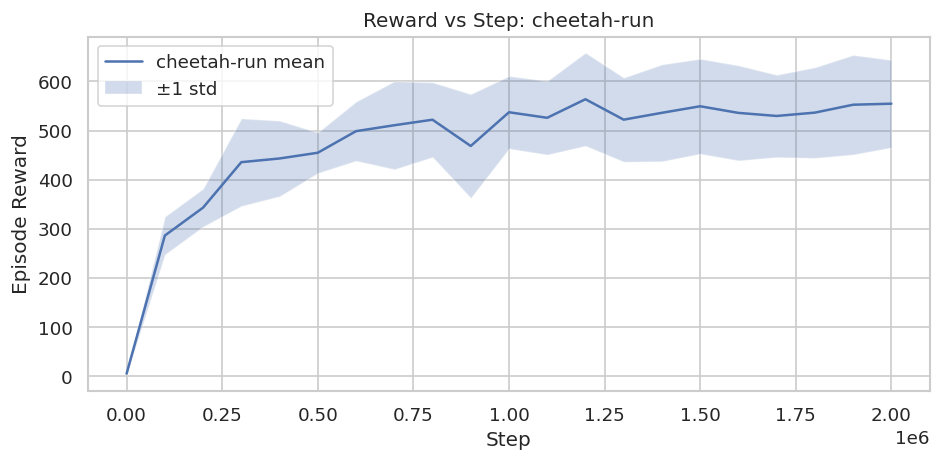 Reward vs Step: cheetah-run
cheetah-run mean
±1 std
Episode Reward
600
500
400
300
200
100
0
0.00 0.25 0.50 0.75 1.00 1.25 1.50 1.75 2.00
1e6
Step